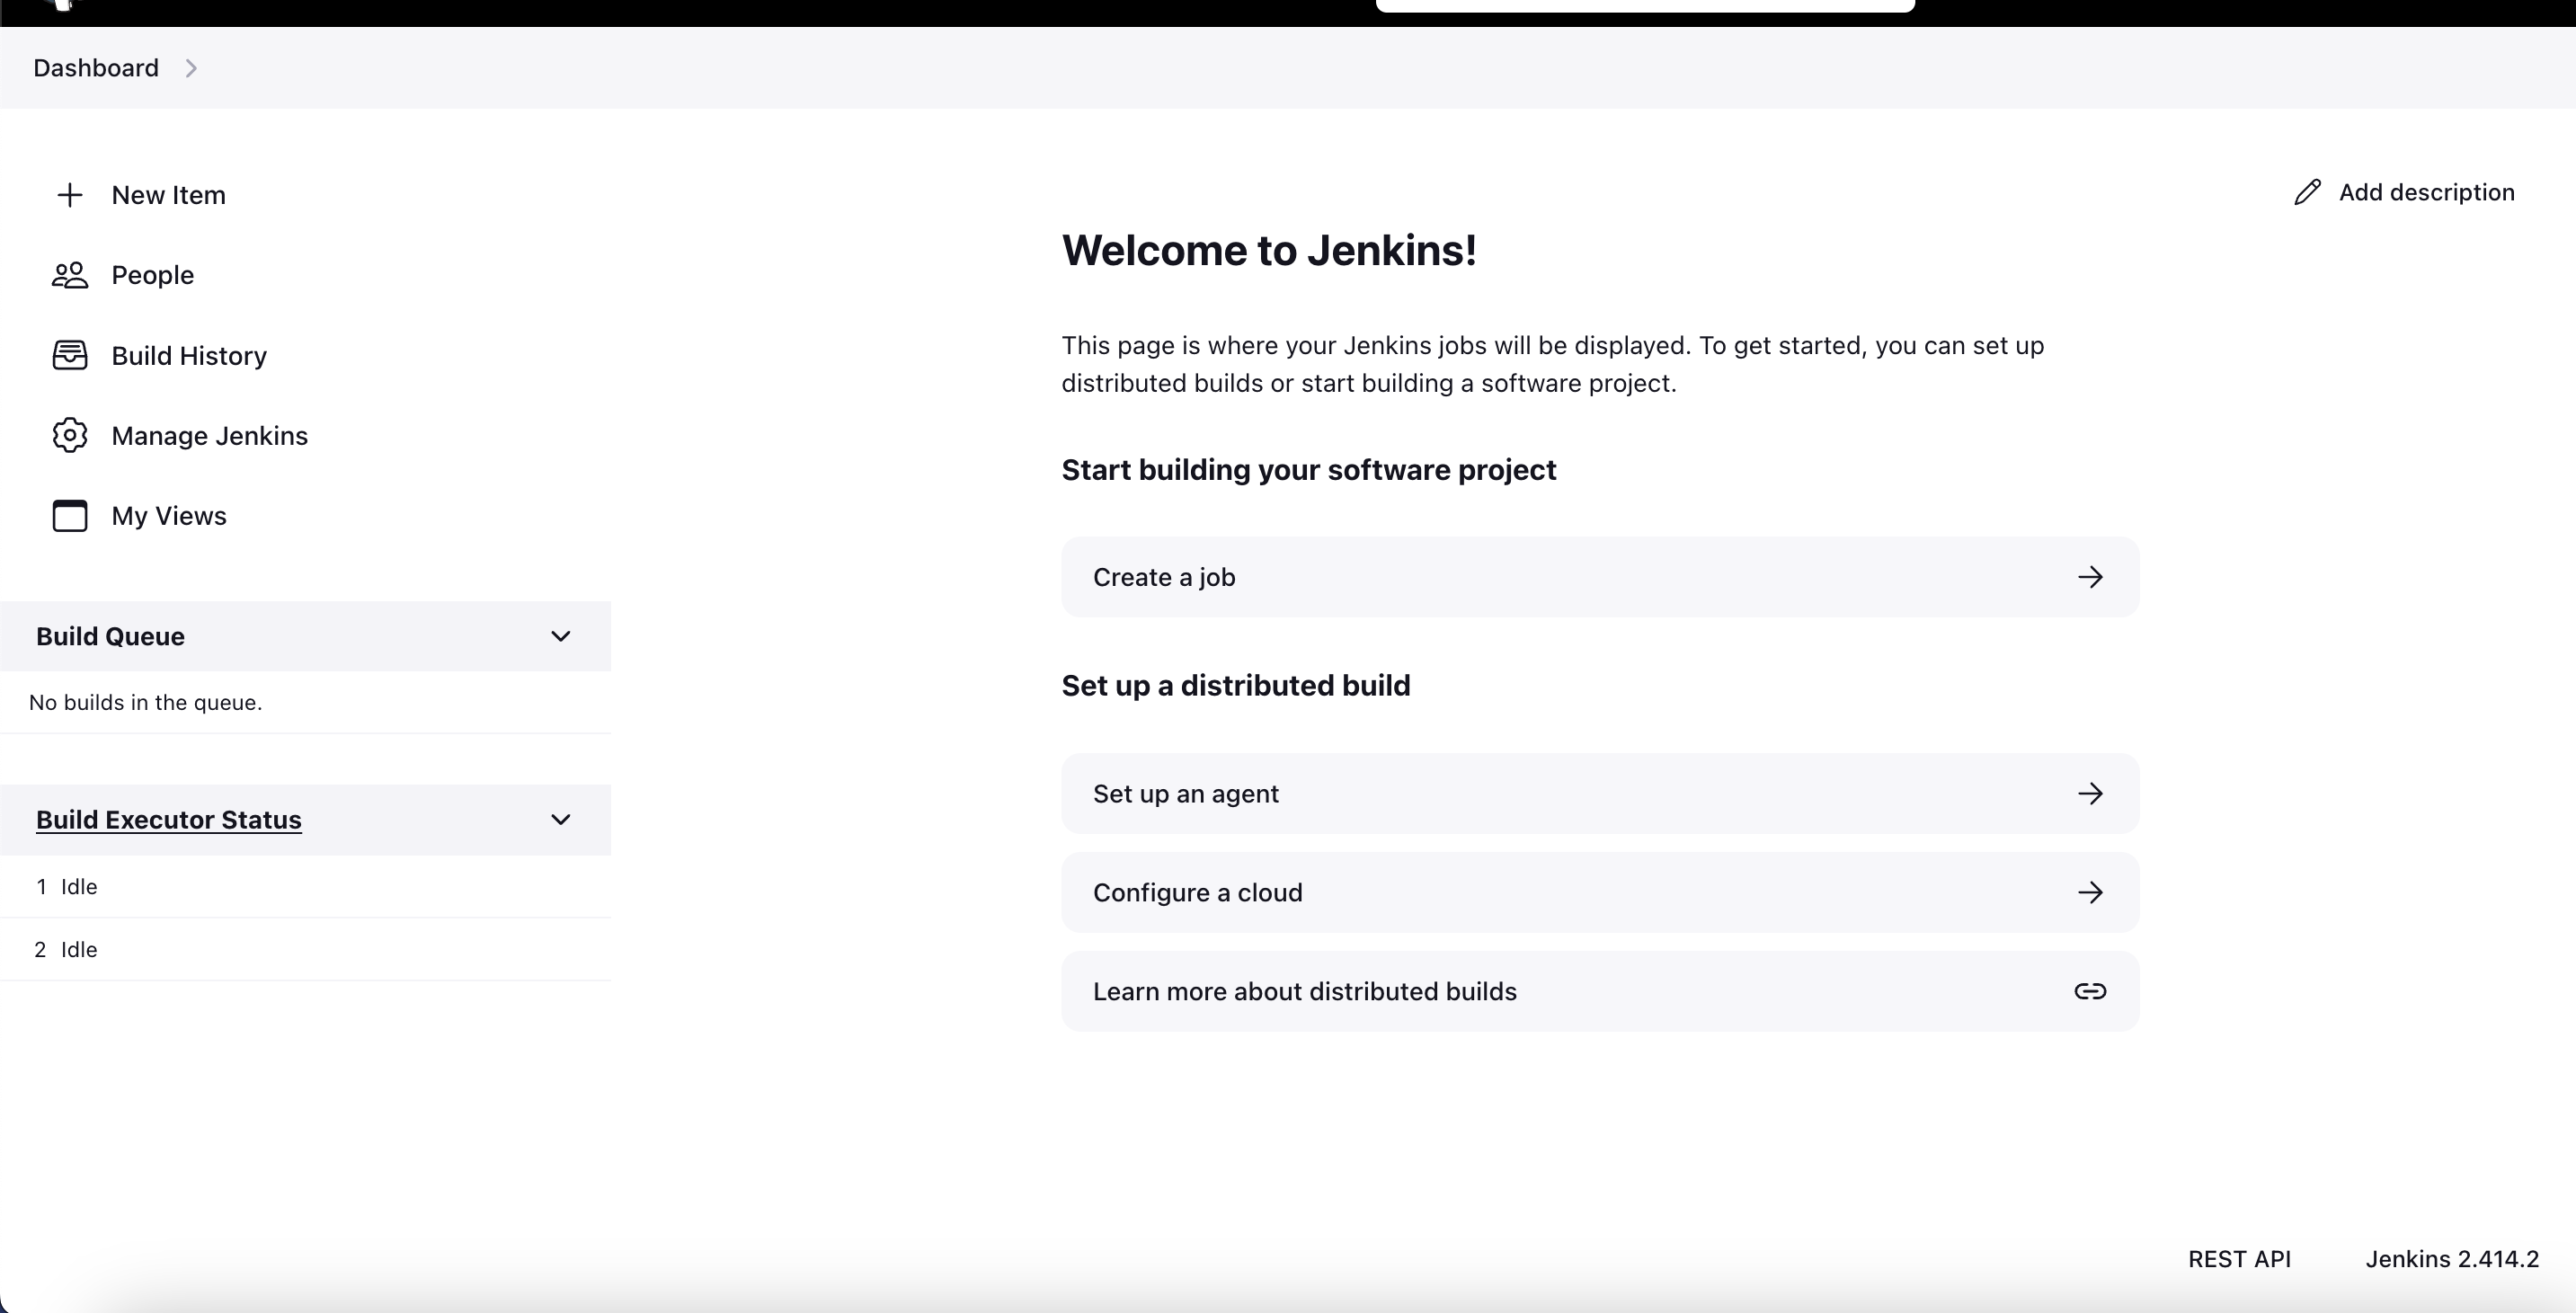 Dashboard
New Item
People
Build History
Manage Jenkins
My Views
Build Queue
No builds in the queue.
Build Executor Status
1 Idle
2 Idle
Add description
Welcome to Jenkins!
This page is where your Jenkins jobs will be displayed. To get started, you can set up
distributed builds or start building a software project.
Start building your software project
Create a job
Set up a distributed build
Set up an agent
Configure a cloud
Learn more about distributed builds
REST API
Jenkins 2.414.2